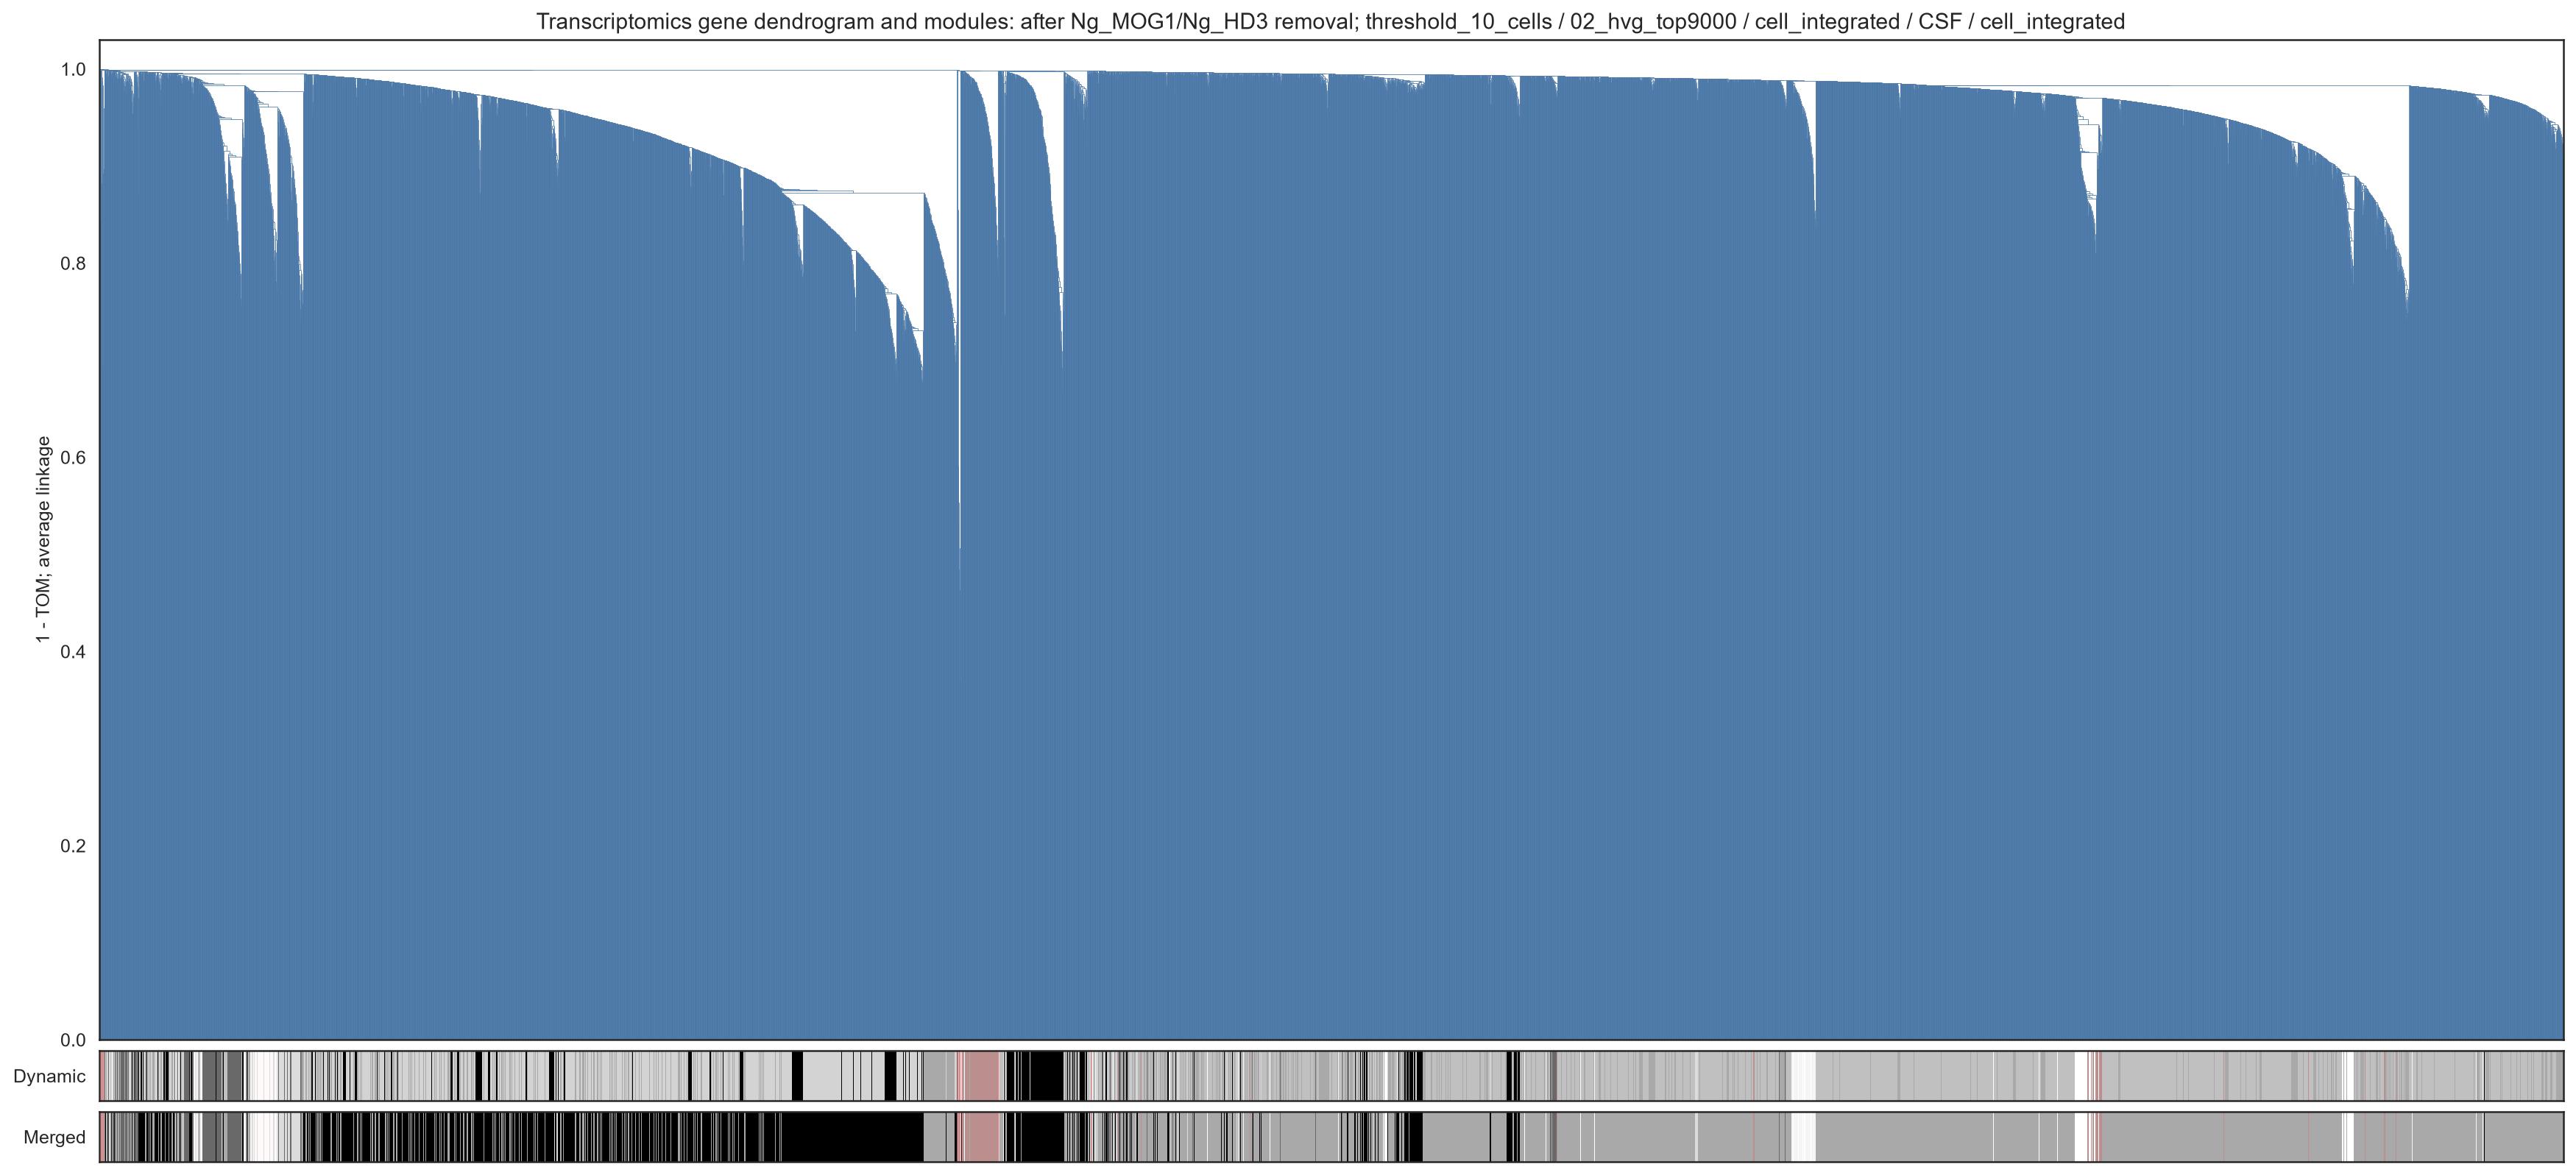 Transcriptomics gene dendrogram and modules: after Ng_MOG1/Ng_HD3 removal; threshold_10_cells / 02_hvg_top9000 / cell_integrated / CSF / cell_integrated
1.0
0.8
0.6
0.4
0.2
0.0
1 - TOM; average linkage
Dynamic
Merged